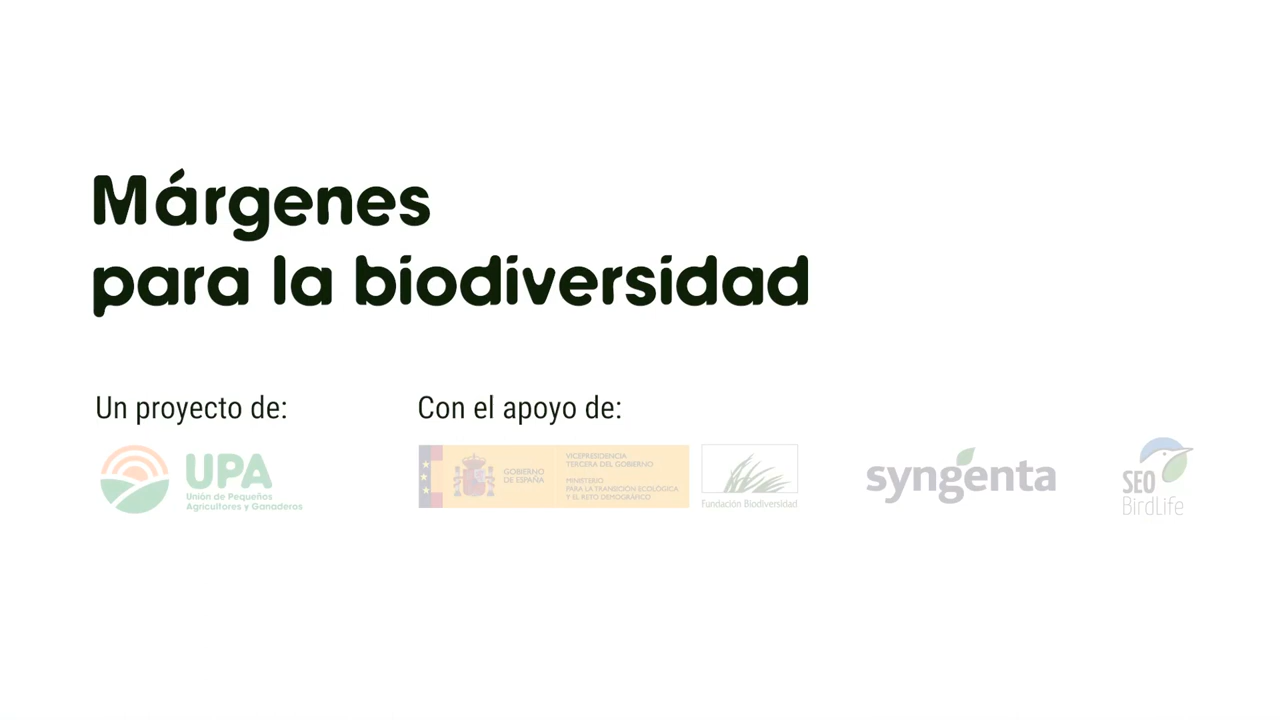 Márgenes
para la biodiversidad
Un proyecto de:
Con el apoyo de:
UPA
Unión de Pequeños
Agricultores y Ganaderos
GOBIERNO
DE ESPAÑA
VICEPRESIDENCIA
TERCERA DEL GOBIERNO
MINISTERIO
PARA LA TRANSICIÓN ECOLÓGICA
Y EL RETO DEMOGRÁFICO
Fundación Biodiversidad
syngenta
SEO
BirdLife